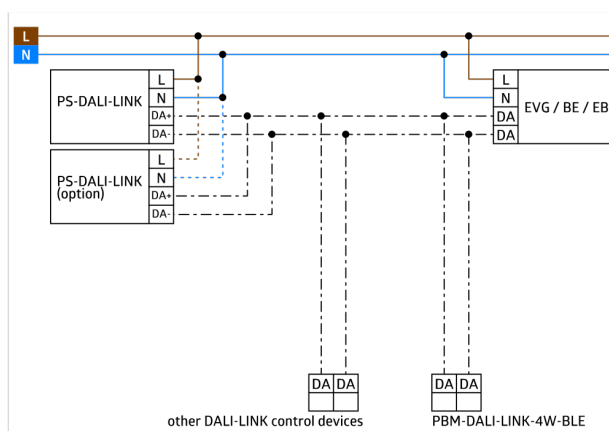 L
N
PS-DALI-LINK
L
N
DA+
DA-
L
N
DA
DA
EVG / BE / EB
PS-DALI-LINK
(option)
L
N
DA+
DA-
DA DA
DA DA
other DALI-LINK control devices
PBM-DALI-LINK-4W-BLE